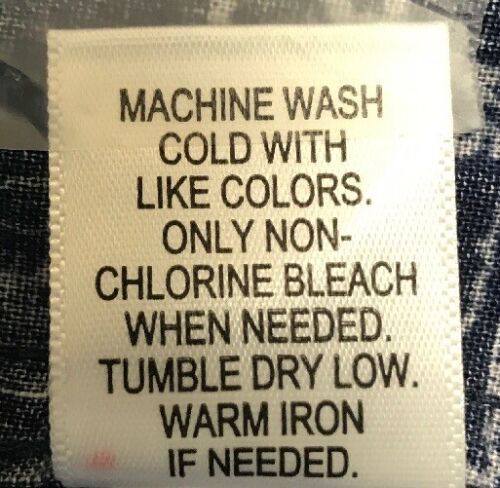 MACHINE WASH
COLD WITH
LIKE COLORS.
ONLY NON-
CHLORINE BLEACH
WHEN NEEDED.
TUMBLE DRY LOW.
WARM IRON
IF NEEDED.